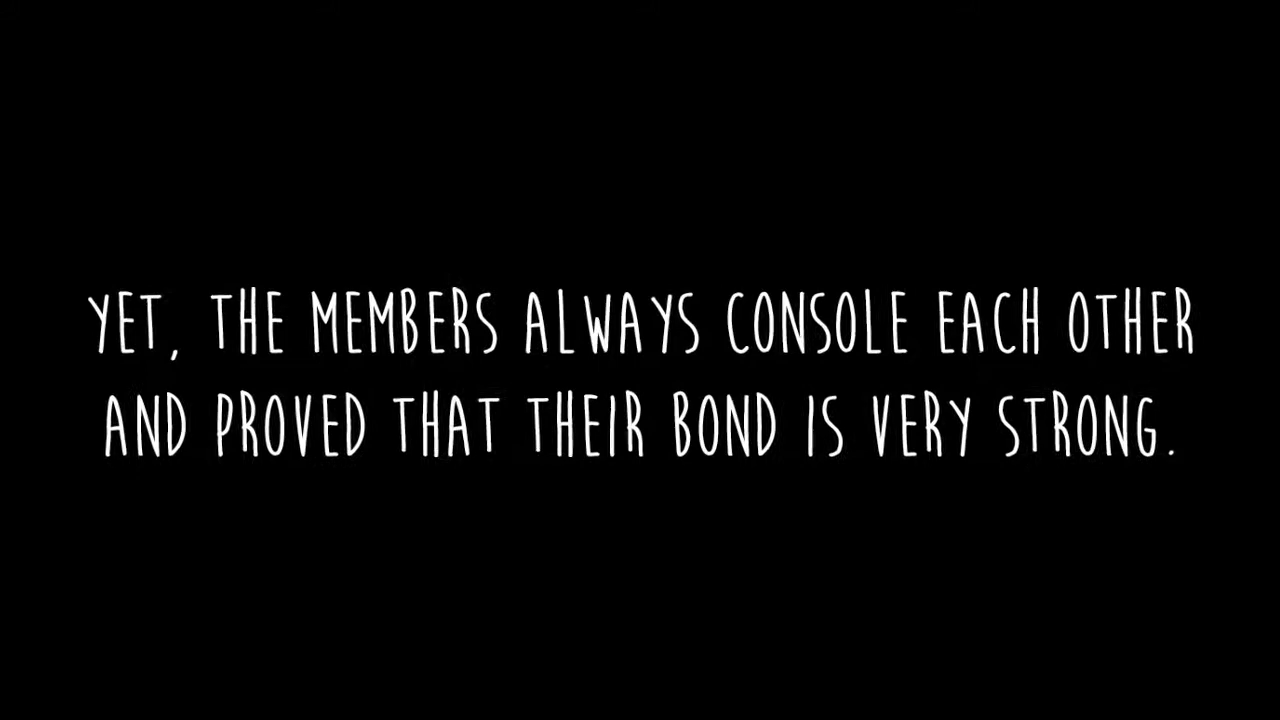 YET, THE MEMBERS ALWAYS CONSOLE EACH OTHER
AND PROVED THAT THEIR BOND IS VERY STRONG.